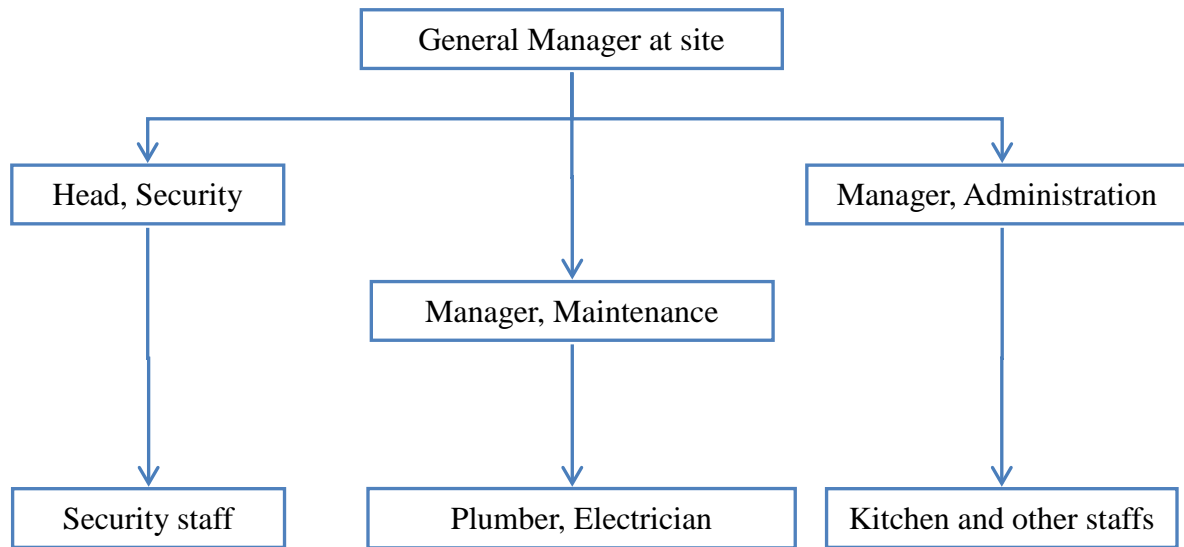 General Manager at site
Head, Security
Manager, Administration
Manager, Maintenance
Security staff
Plumber, Electrician
Kitchen and other staffs